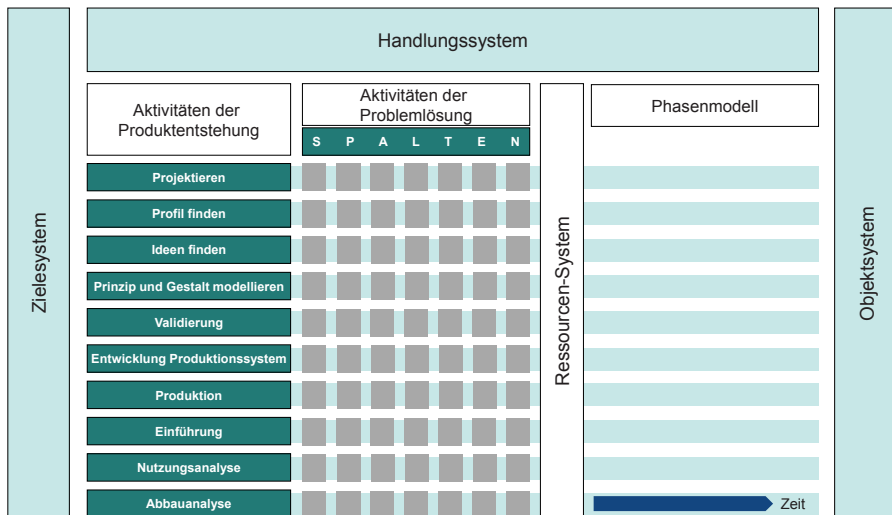 Handlungssystem
Zielesystem
Aktivitäten der
Produktentstehung
Aktivitäten der
Problemlösung
S P A L T E N
Ressourcen-System
Phasenmodell
Objektsystem
Projektieren
Profil finden
Ideen finden
Prinzip und Gestalt modellieren
Validierung
Entwicklung Produktionssystem
Produktion
Einführung
Nutzungsanalyse
Abbauanalyse
Zeit